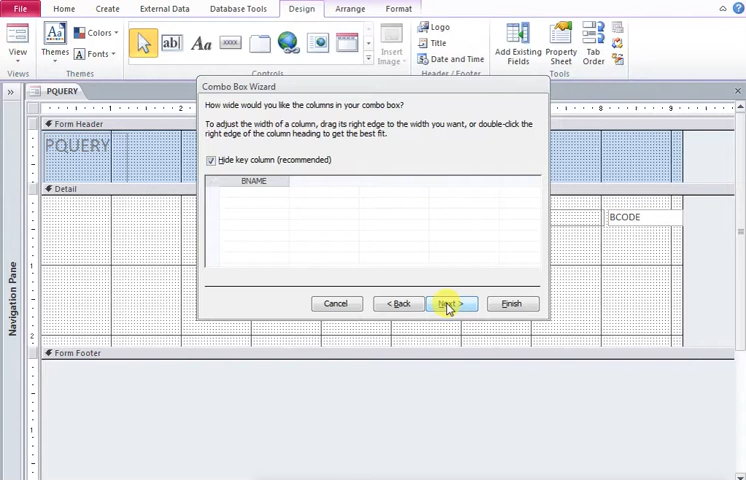 File Home Create External Data Database Tools Design Arrange Format
View
Views
Themes
Colors
Fonts
Themes
ab|
Aa
xxxx
Controls
Insert
Image
Logo
Title
Date and Time
Header / Footer
Add Existing
Fields
Property
Sheet
Tab
Order
Tools
PQUERY
Form Header
PQUERY
Detail
BCODE
Form Footer
Navigation Pane
Combo Box Wizard
How wide would you like the columns in your combo box?
To adjust the width of a column, drag its right edge to the width you want, or double-click the
right edge of the column heading to get the best fit.
Hide key column (recommended)
BNAME
Cancel < Back Next > Finish